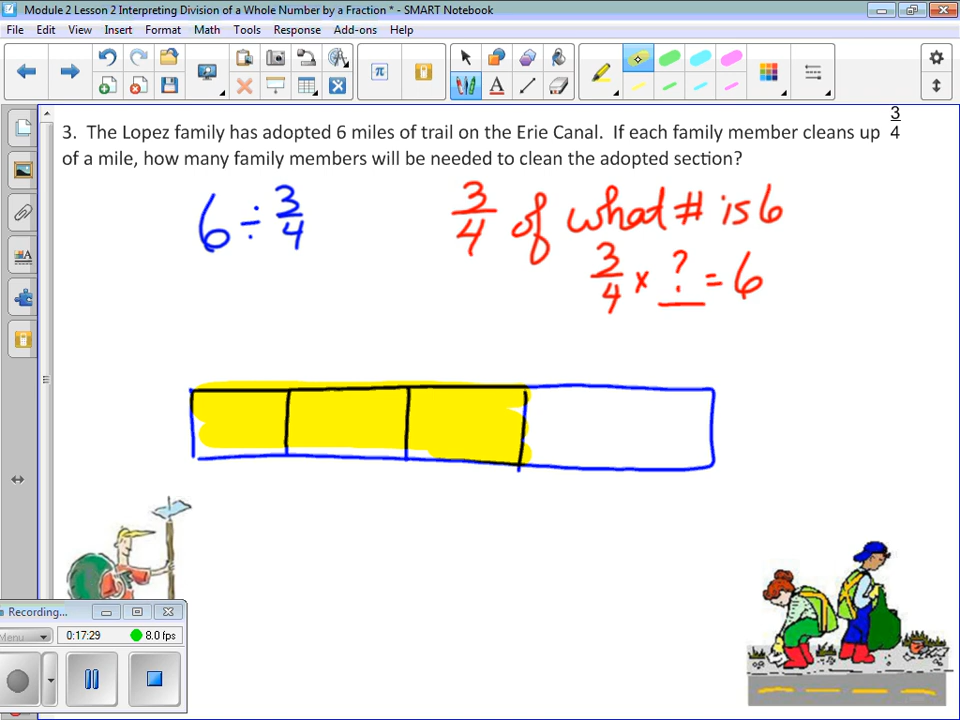 Module 2 Lesson 2 Interpreting Division of a Whole Number by a Fraction * - SMART Notebook
File Edit View Insert Format Math Tools Response Add-ons Help
3
3. The Lopez family has adopted 6 miles of trail on the Erie Canal. If each family member cleans up 4
of a mile, how many family members will be needed to clean the adopted section?
6 ÷ 3/4
3/4 of what # is 6
3/4 x ? = 6
Recording...
Menu
0:17:29
8.0 fps